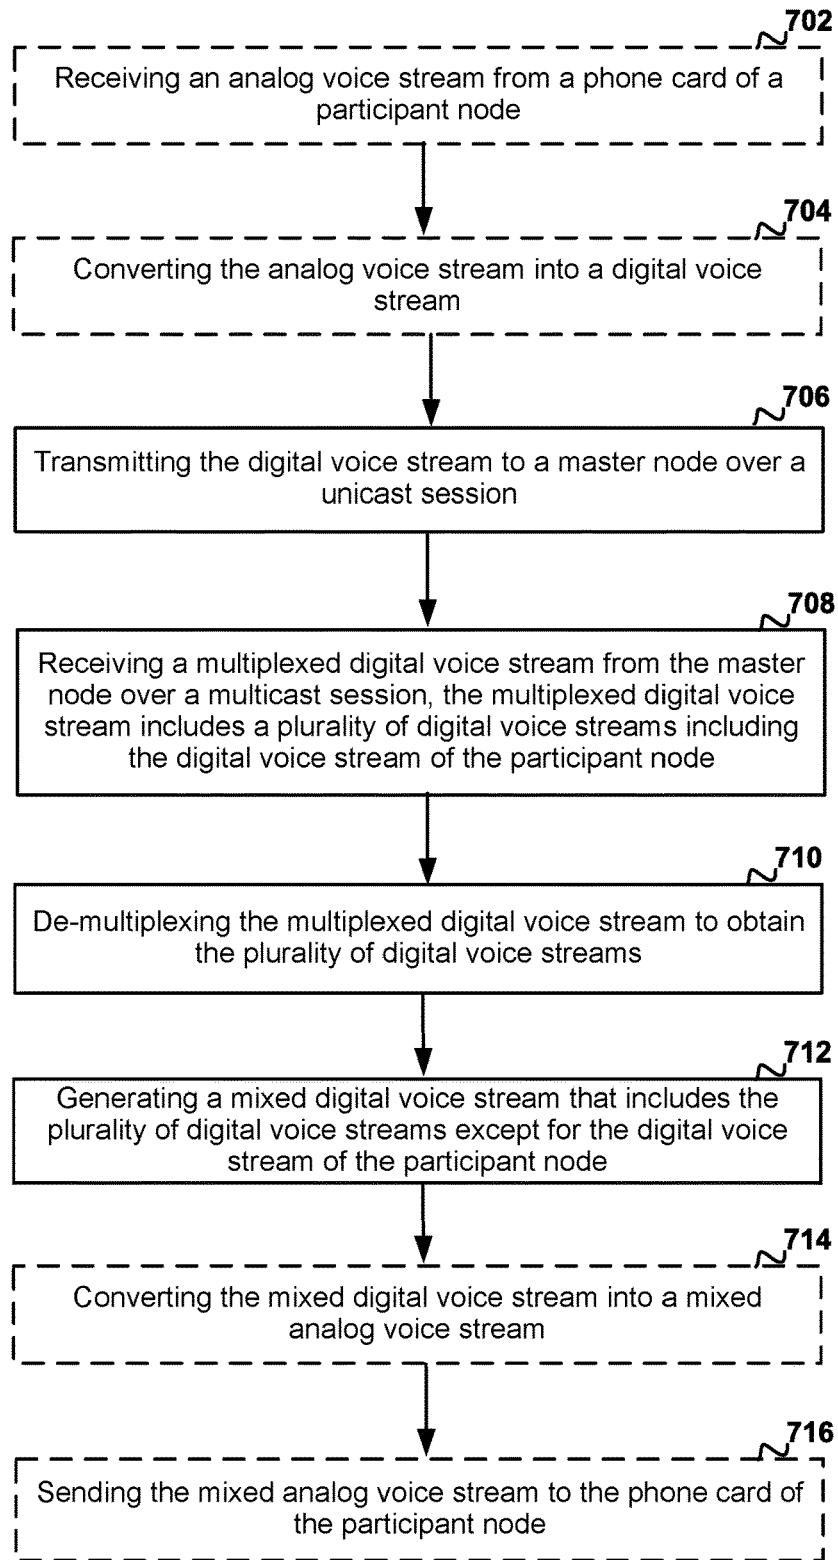 702
Receiving an analog voice stream from a phone card of a
participant node
704
Converting the analog voice stream into a digital voice
stream
706
Transmitting the digital voice stream to a master node over a
unicast session
708
Receiving a multiplexed digital voice stream from the master
node over a multicast session, the multiplexed digital voice
stream includes a plurality of digital voice streams including
the digital voice stream of the participant node
710
De-multiplexing the multiplexed digital voice stream to obtain
the plurality of digital voice streams
712
Generating a mixed digital voice stream that includes the
plurality of digital voice streams except for the digital voice
stream of the participant node
714
Converting the mixed digital voice stream into a mixed
analog voice stream
716
Sending the mixed analog voice stream to the phone card of
the participant node